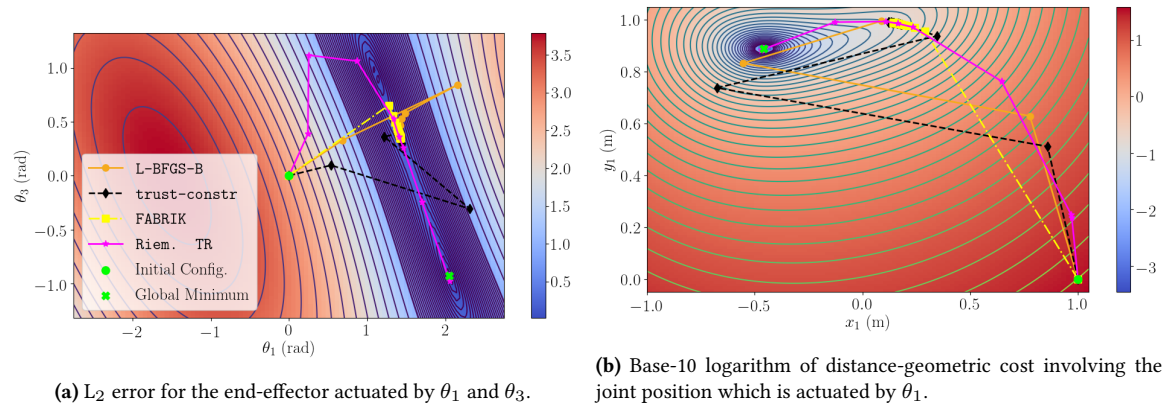 1.0
0.5
0.0
−0.5
−1.0
θ3 (rad)
L-BFGS-B
trust-constr
FABRIK
Riem. TR
Initial Config.
Global Minimum
−2 −1 0 1 2
θ1 (rad)
3.5
3.0
2.5
2.0
1.5
1.0
0.5
(a) L2 error for the end-effector actuated by θ1 and θ3.
1.0
0.8
0.6
0.4
0.2
0.0
y1 (m)
−1.0 −0.5 0.0 0.5 1.0
x1 (m)
1
0
−1
−2
−3
(b) Base-10 logarithm of distance-geometric cost involving the
joint position which is actuated by θ1.